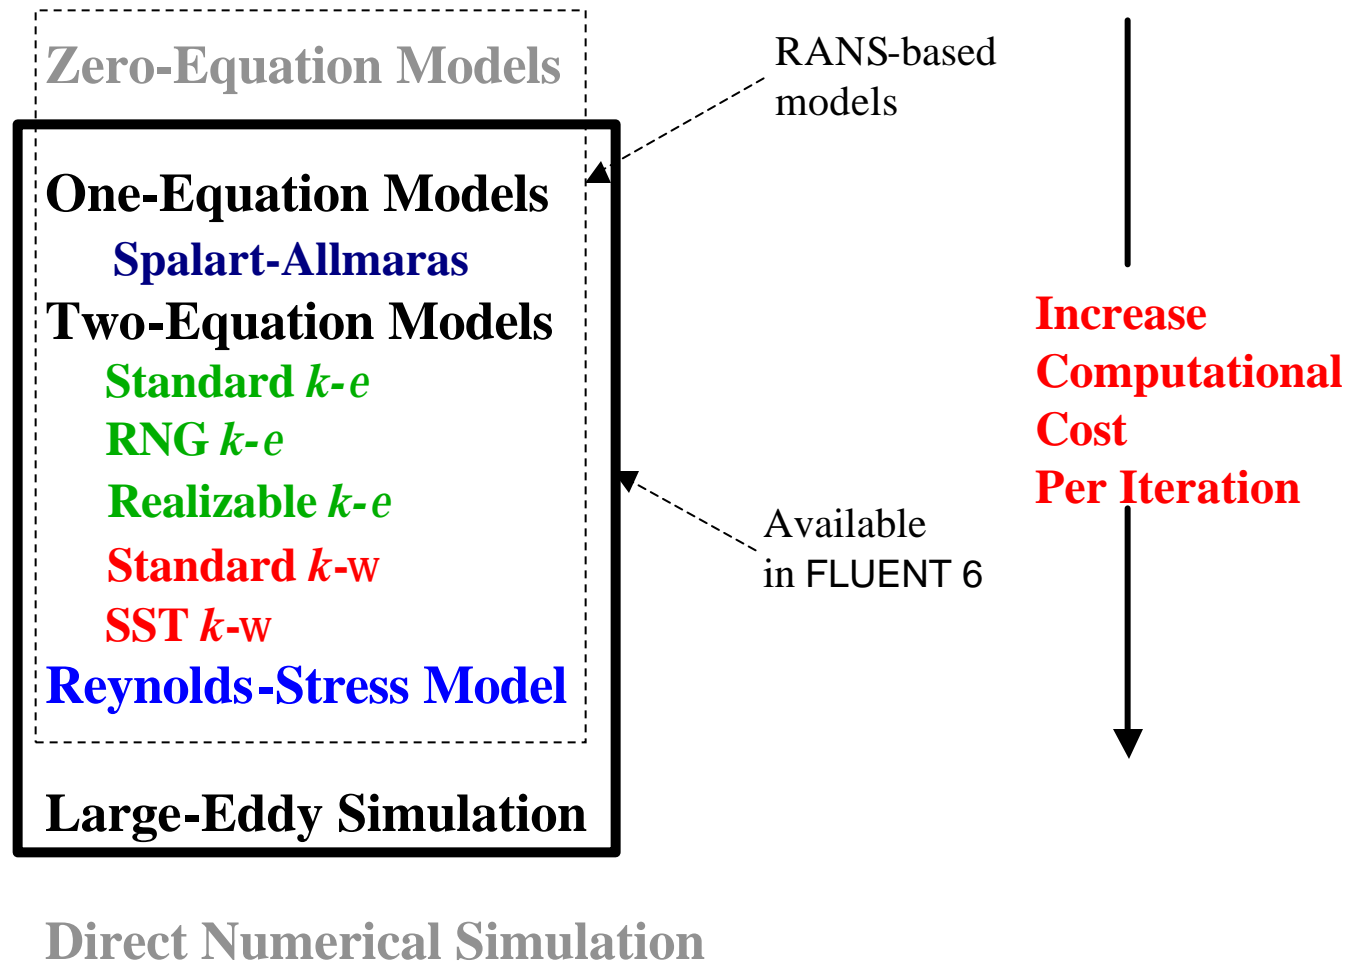 Zero-Equation Models
One-Equation Models
Spalart-Allmaras
Two-Equation Models
Standard k-e
RNG k-e
Realizable k-e
Standard k-w
SST k-w
Reynolds-Stress Model
Large-Eddy Simulation
Direct Numerical Simulation
RANS-based
models
Available
in FLUENT 6
Increase
Computational
Cost
Per Iteration